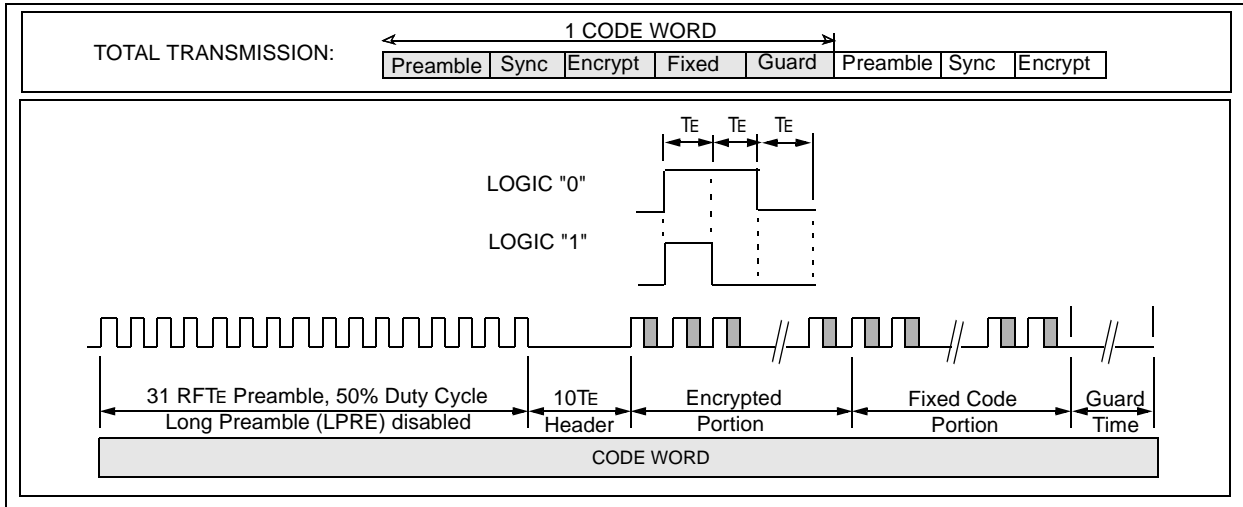 1 CODE WORD
TOTAL TRANSMISSION:
Preamble Sync Encrypt Fixed Guard Preamble Sync Encrypt
TE TE TE
LOGIC "0"
LOGIC "1"
31 RFTE Preamble, 50% Duty Cycle
Long Preamble (LPRE) disabled
10TE
Header
Encrypted
Portion
Fixed Code
Portion
Guard
Time
CODE WORD